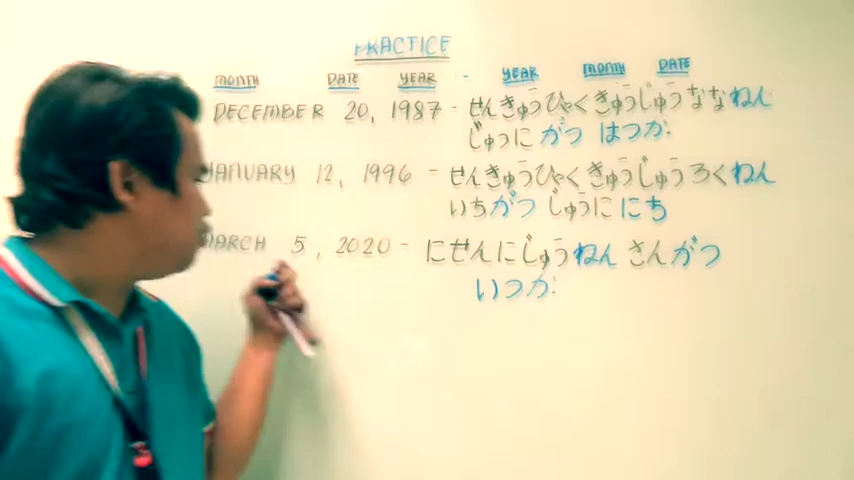 PRACTICE
MONTH DATE YEAR - YEAR MONTH DATE
DECEMBER 20, 1987 - せんきゅうひゃくきゅうじゅうななねん
じゅうにがつ はつか
JANUARY 12, 1996 - せんきゅうひゃくきゅうじゅうろくねん
いちがつ じゅうににち
MARCH 5, 2020 - にせんにじゅうねん さんがつ
いつか